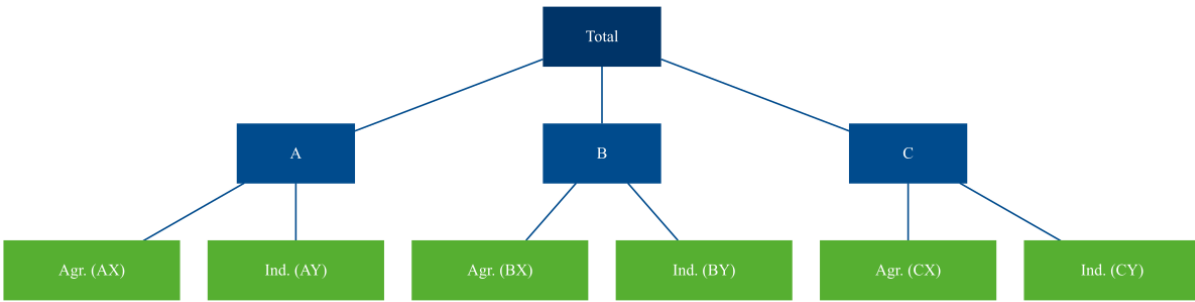 Total
A
B
C
Agr. (AX)
Ind. (AY)
Agr. (BX)
Ind. (BY)
Agr. (CX)
Ind. (CY)